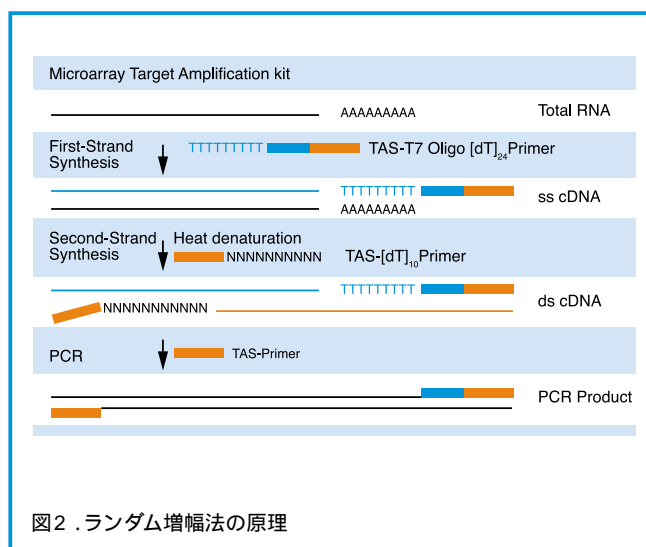 Microarray Target Amplification kit
AAAAAAAAA Total RNA
First-Strand Synthesis TTTTTTTTT TAS-T7 Oligo [dT]24Primer
TTTTTTTTT ss cDNA
AAAAAAAAA
Second-Strand Synthesis Heat denaturation
NNNNNNNNNN TAS-[dT]10Primer
TTTTTTTTT ds cDNA
NNNNNNNNNNN
PCR TAS-Primer
PCR Product
図2 .ランダム増幅法の原理